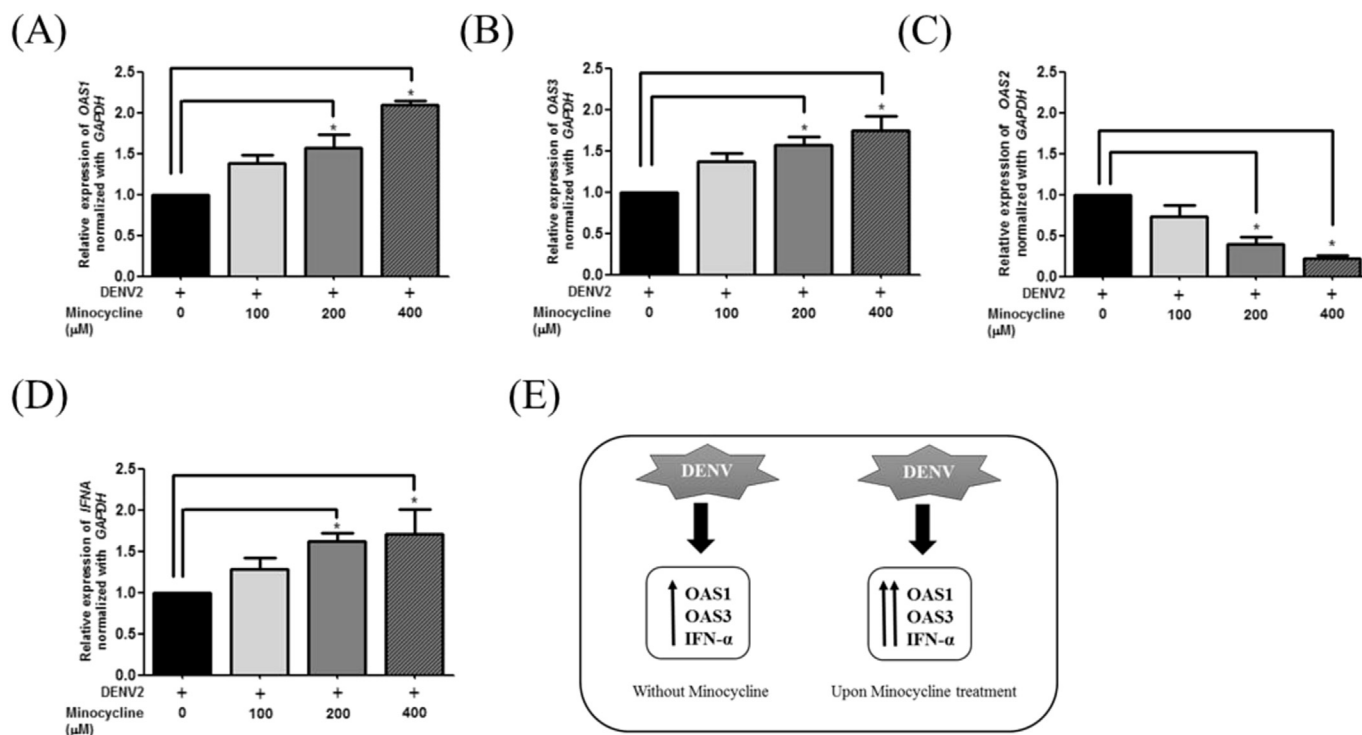 (A)
Relative expression of OAS1
normalized with GAPDH
2.5
2.0
1.5
1.0
0.5
0.0
*
*
DENV2 + + + +
Minocycline 0 100 200 400
(µM)
(B)
Relative expression of OAS3
normalized with GAPDH
2.5
2.0
1.5
1.0
0.5
0.0
*
*
DENV2 + + + +
Minocycline 0 100 200 400
(µM)
(C)
Relative expression of OAS2
normalized with GAPDH
2.5
2.0
1.5
1.0
0.5
0.0
*
*
DENV2 + + + +
Minocycline 0 100 200 400
(µM)
(D)
Relative expression of IFNA
normalized with GAPDH
2.5
2.0
1.5
1.0
0.5
0.0
*
*
DENV2 + + + +
Minocycline 0 100 200 400
(µM)
(E)
DENV
OAS1
OAS3
IFN-α
Without Minocycline
DENV
OAS1
OAS3
IFN-α
Upon Minocycline treatment